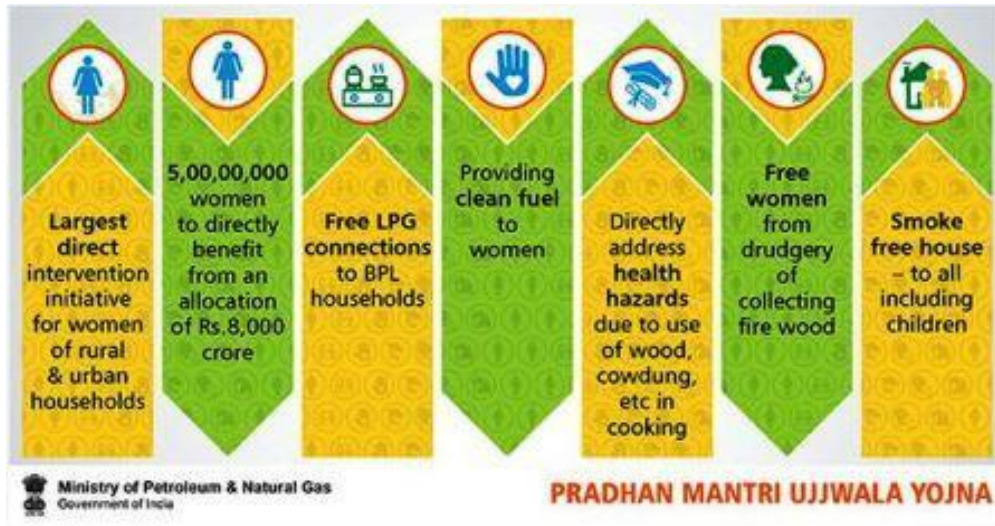 Largest
direct
intervention
initiative
for women
of rural
& urban
households
5,00,00,000
women
to directly
benefit
from an
allocation
of Rs.8,000
crore
Free LPG
connections
to BPL
households
Providing
clean fuel
to
women
Directly
address
health
hazards
due to use
of wood,
cowdung,
etc in
cooking
Free
women
from
drudgery
of
collecting
fire wood
Smoke
free house
– to all
including
children
Ministry of Petroleum & Natural Gas
Government of India
PRADHAN MANTRI UJJWALA YOJNA